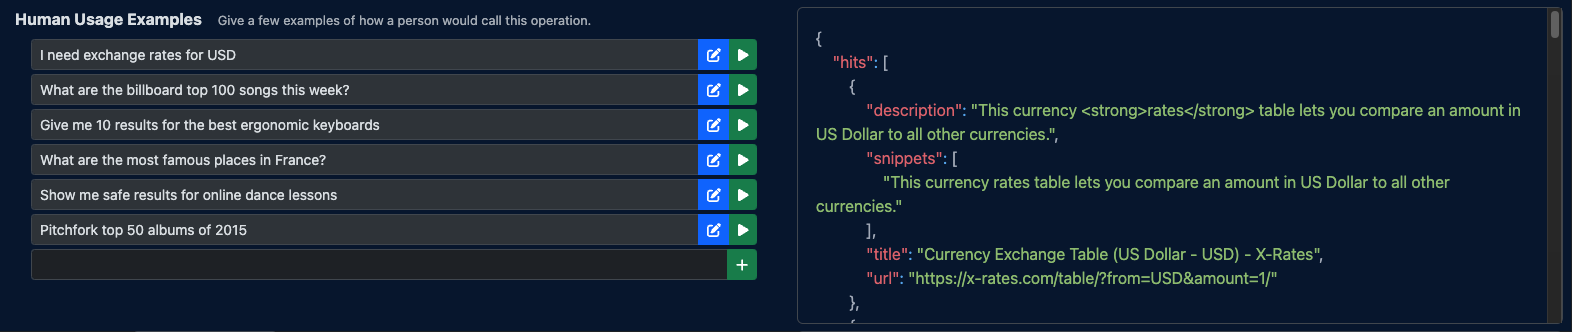 Human Usage Examples Give a few examples of how a person would call this operation.
I need exchange rates for USD
What are the billboard top 100 songs this week?
Give me 10 results for the best ergonomic keyboards
What are the most famous places in France?
Show me safe results for online dance lessons
Pitchfork top 50 albums of 2015
{
"hits": [
{
"description": "This currency <strong>rates</strong> table lets you compare an amount in
US Dollar to all other currencies.",
"snippets": [
"This currency rates table lets you compare an amount in US Dollar to all other
currencies."
],
"title": "Currency Exchange Table (US Dollar - USD) - X-Rates",
"url": "https://x-rates.com/table/?from=USD&amount=1/"
},